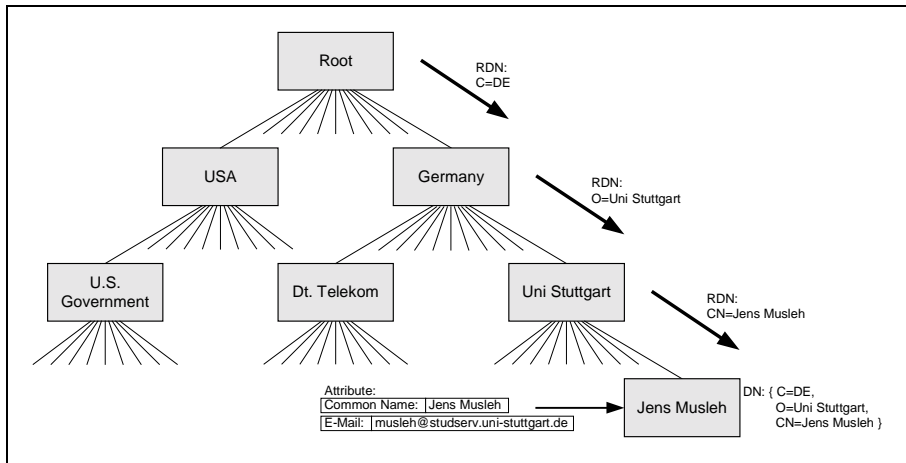 Root
RDN:
C=DE
USA
Germany
RDN:
O=Uni Stuttgart
U.S.
Government
Dt. Telekom
Uni Stuttgart
RDN:
CN=Jens Musleh
Attribute:
Common Name: Jens Musleh
E-Mail: musleh@studserv.uni-stuttgart.de
Jens Musleh
DN: { C=DE,
O=Uni Stuttgart,
CN=Jens Musleh }